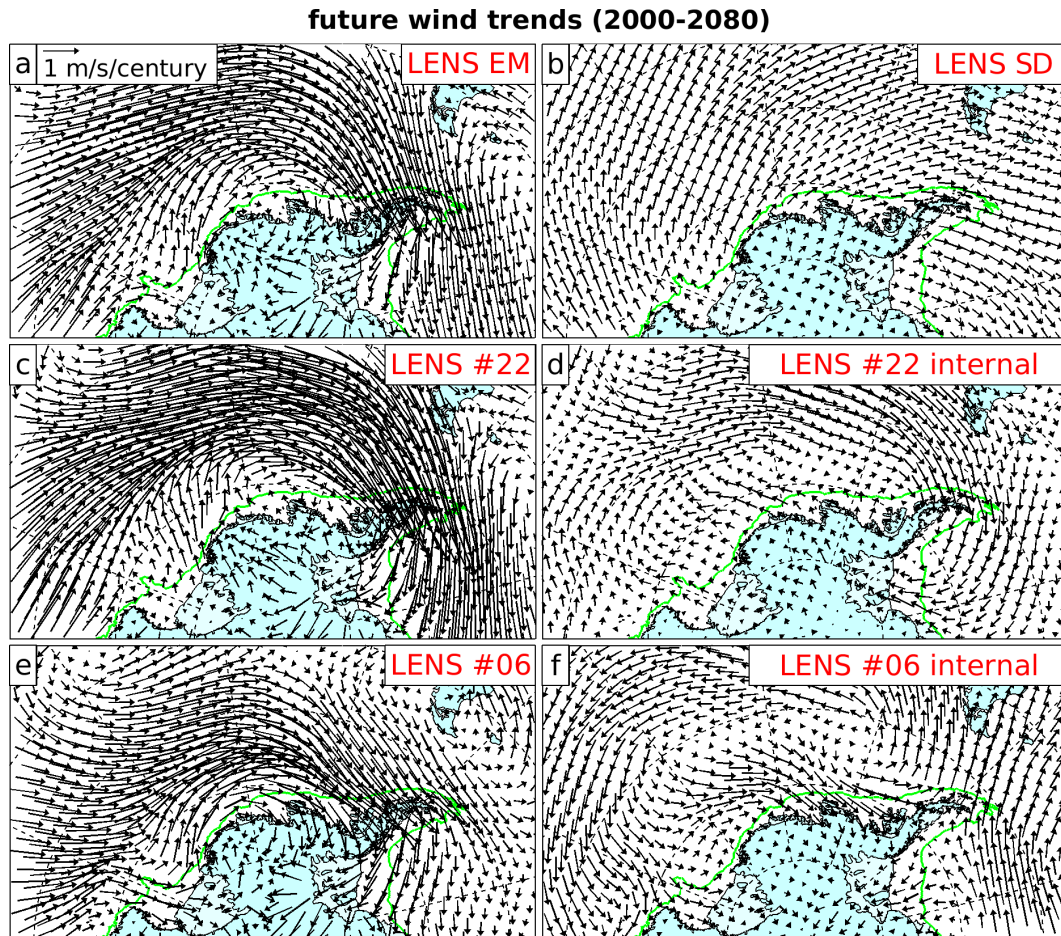 future wind trends (2000-2080)
a
1 m/s/century
LENS EM
b
LENS SD
c
LENS #22
d
LENS #22 internal
e
LENS #06
f
LENS #06 internal